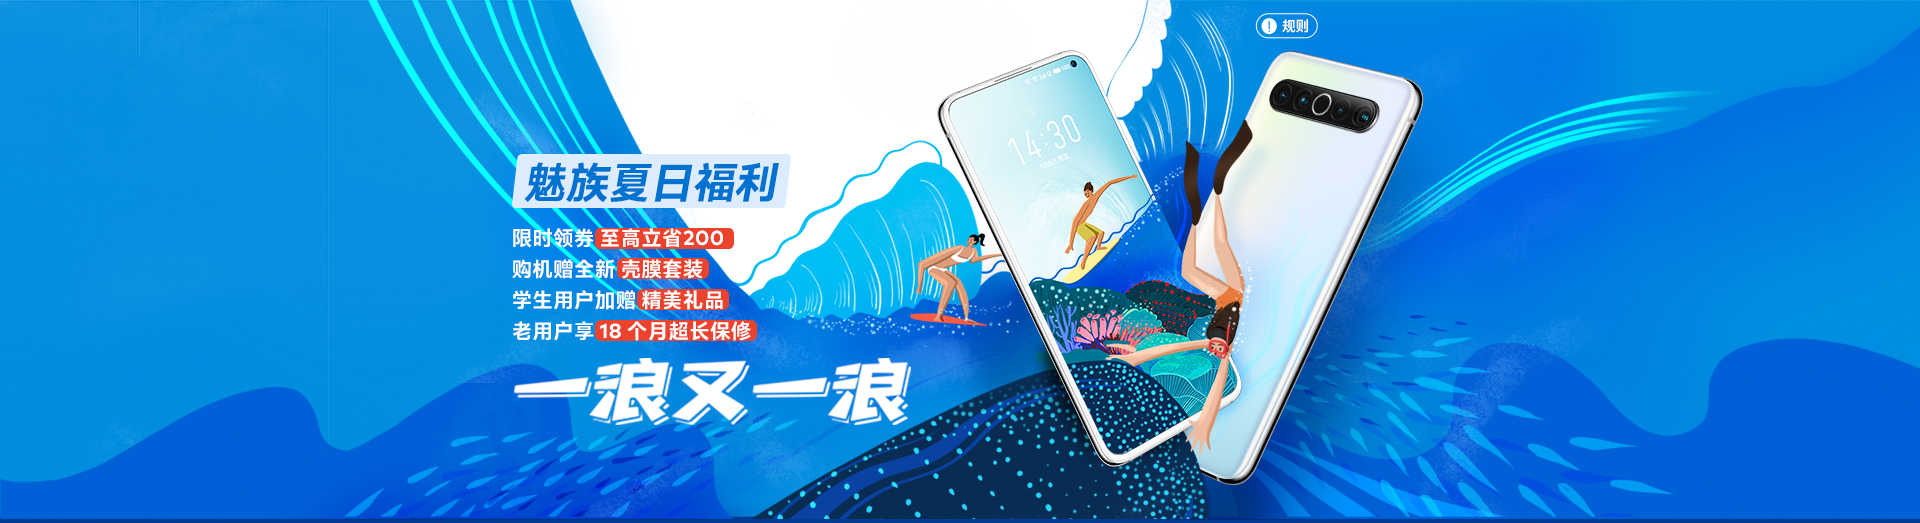 规则
魅族夏日福利
限时领券 至高立省200
购机赠全新 壳膜套装
学生用户加赠 精美礼品
老用户享 18 个月超长保修
一浪又一浪
14:30